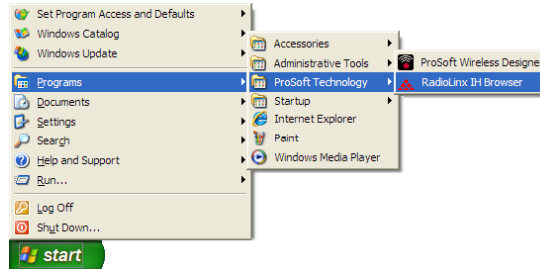 Set Program Access and Defaults
Windows Catalog
Windows Update
Programs
Documents
Settings
Search
Help and Support
Run...
Log Off
Shut Down...
start
Accessories
Administrative Tools
ProSoft Technology
Startup
Internet Explorer
Paint
Windows Media Player
ProSoft Wireless Designe
RadioLinx IH Browser